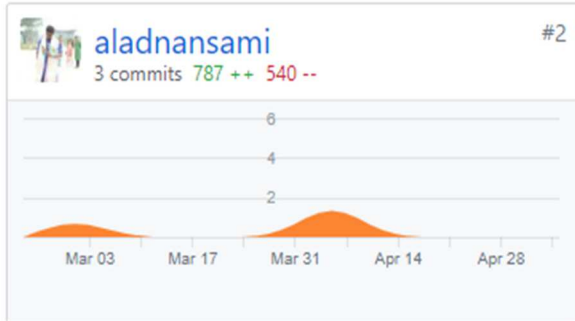 aladnansami #2
3 commits 787 ++ 540 --
6
4
2
Mar 03 Mar 17 Mar 31 Apr 14 Apr 28